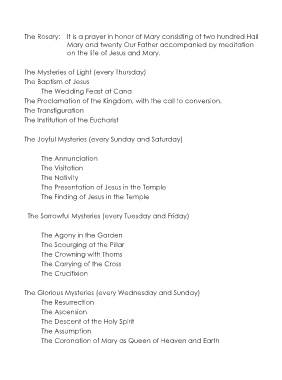 The Rosary: It is a prayer in honor of Mary consisting of two hundred Hail
Mary and twenty Our Father accompanied by meditation
on the life of Jesus and Mary.
The Mysteries of Light (every Thursday)
The Baptism of Jesus
The Wedding Feast at Cana
The Proclamation of the Kingdom, with the call to conversion.
The Transfiguration
The Institution of the Eucharist
The Joyful Mysteries (every Sunday and Saturday)
The Annunciation
The Visitation
The Nativity
The Presentation of Jesus in the Temple
The Finding of Jesus in the Temple
The Sorrowful Mysteries (every Tuesday and Friday)
The Agony in the Garden
The Scourging at the Pillar
The Crowning with Thorns
The Carrying of the Cross
The Crucifixion
The Glorious Mysteries (every Wednesday and Sunday)
The Resurrection
The Ascension
The Descent of the Holy Spirit
The Assumption
The Coronation of Mary as Queen of Heaven and Earth